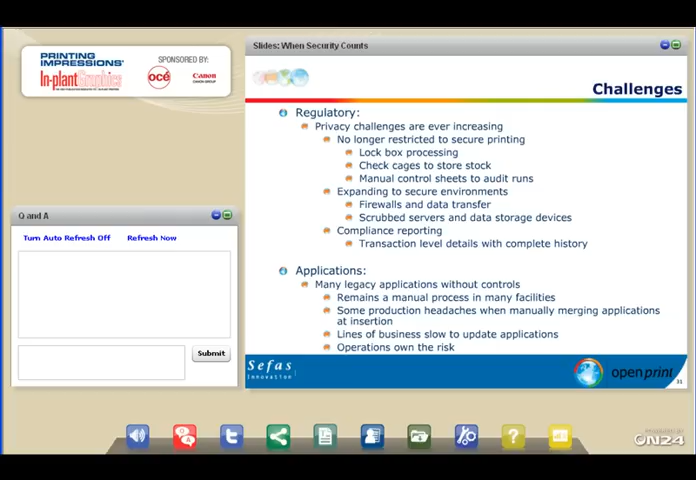 PRINTING
IMPRESSIONS
In-plantGraphics
SPONSORED BY:
océ
Canon
CANON GROUP
Slides: When Security Counts
Challenges
Regulatory:
Privacy challenges are ever increasing
No longer restricted to secure printing
Lock box processing
Check cages to store stock
Manual control sheets to audit runs
Expanding to secure environments
Firewalls and data transfer
Scrubbed servers and data storage devices
Compliance reporting
Transaction level details with complete history
Applications:
Many legacy applications without controls
Remains a manual process in many facilities
Some production headaches when manually merging applications
at insertion
Lines of business slow to update applications
Operations own the risk
Sefas
Innovation
open print
31
Q and A
Turn Auto Refresh Off
Refresh Now
Submit
Q
A
POWERED BY
ON24